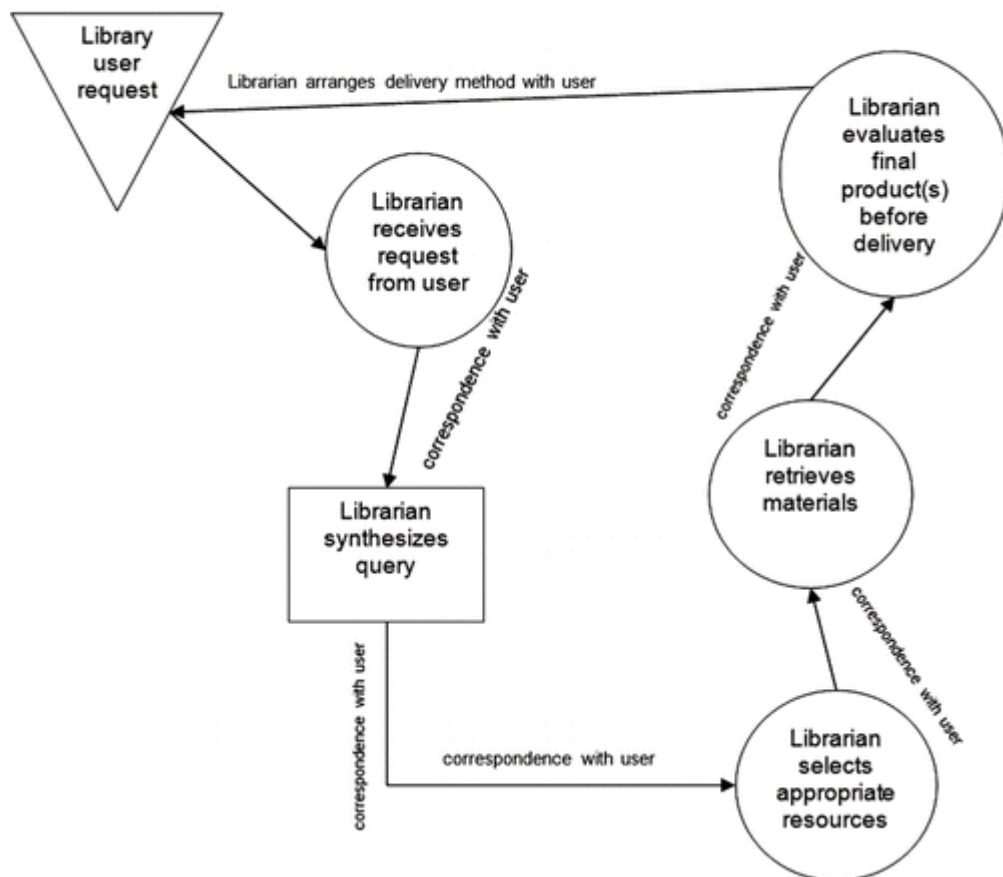 Library
user
request
Librarian arranges delivery method with user
Librarian
evaluates
final
product(s)
before
delivery
Librarian
receives
request
from user
correspondence with user
correspondence with user
Librarian
retrieves
materials
Librarian
synthesizes
query
correspondence with user
correspondence with user
correspondence with user
Librarian
selects
appropriate
resources